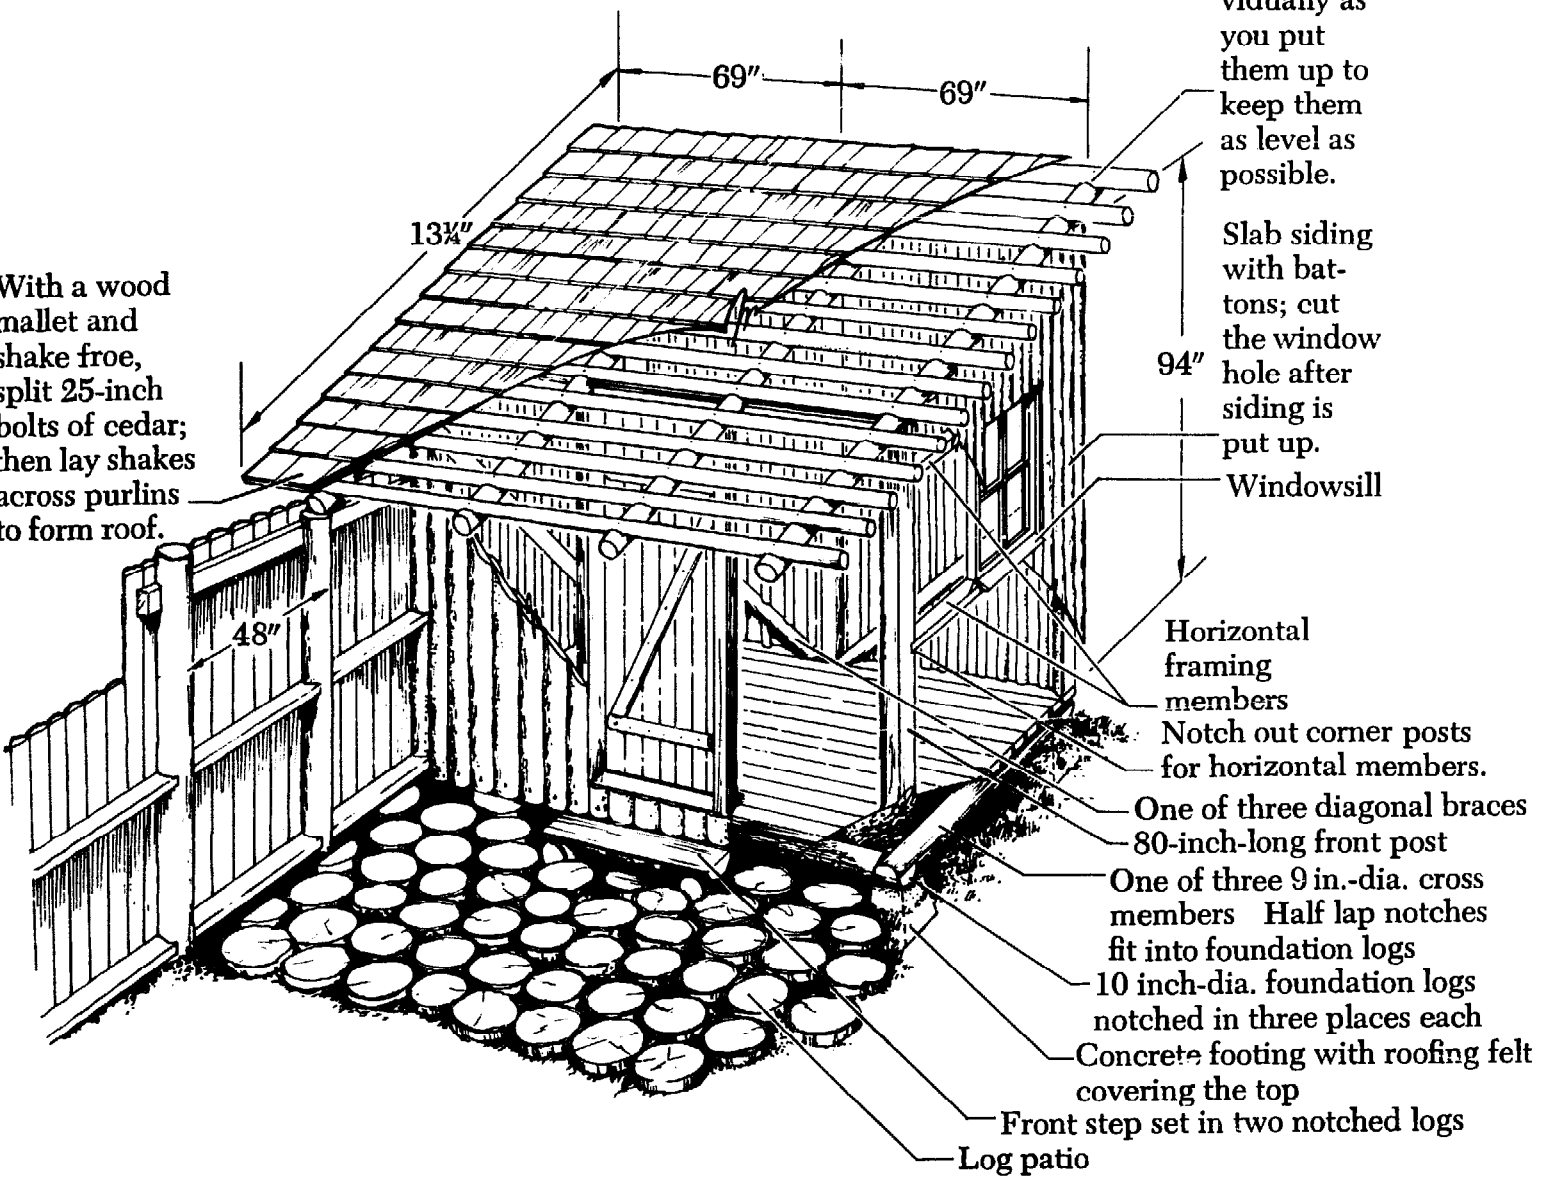 69″
69″
13¼″
94″
48″
vidually as
you put
them up to
keep them
as level as
possible.
Slab siding
with bat-
tons; cut
the window
hole after
siding is
put up.
Windowsill
With a wood
mallet and
shake froe,
split 25-inch
bolts of cedar;
then lay shakes
across purlins
to form roof.
Horizontal
framing
members
Notch out corner posts
for horizontal members.
One of three diagonal braces
80-inch-long front post
One of three 9 in.-dia. cross
members Half lap notches
fit into foundation logs
10 inch-dia. foundation logs
notched in three places each
Concrete footing with roofing felt
covering the top
Front step set in two notched logs
Log patio